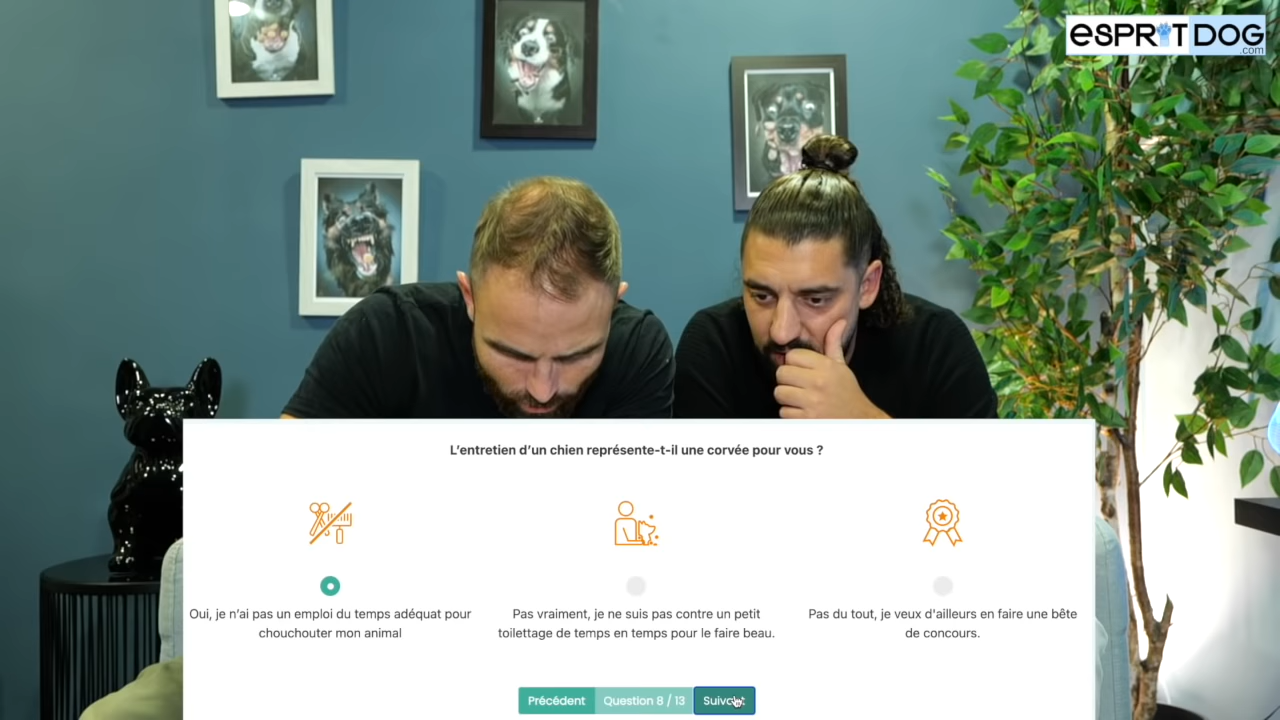 ESPRITDOG
.com
L'entretien d'un chien représente-t-il une corvée pour vous ?
Oui, je n'ai pas un emploi du temps adéquat pour
chouchouter mon animal
Pas vraiment, je ne suis pas contre un petit
toilettage de temps en temps pour le faire beau.
Pas du tout, je veux d'ailleurs en faire une bête
de concours.
Précédent
Question 8 / 13
Suivant